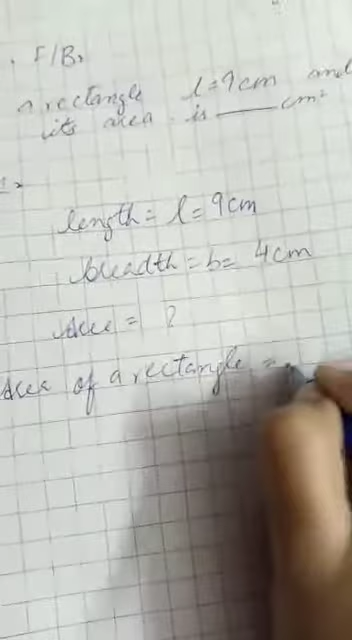 . F/B,
A rectangle l=9cm and
its area is ____ cm²
length = l = 9cm
breadth = b = 4cm
Area = ?
Area of a rectangle =